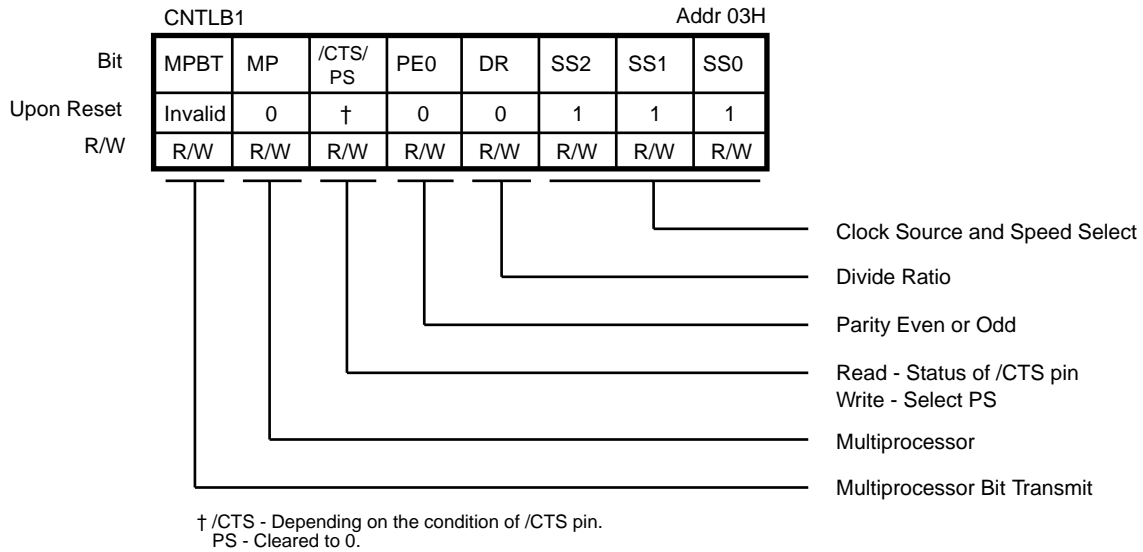 CNTLB1 Addr 03H
Bit MPBT MP /CTS/ PS PE0 DR SS2 SS1 SS0
Upon Reset Invalid 0 † 0 0 1 1 1
R/W R/W R/W R/W R/W R/W R/W R/W R/W
Clock Source and Speed Select
Divide Ratio
Parity Even or Odd
Read - Status of /CTS pin
Write - Select PS
Multiprocessor
Multiprocessor Bit Transmit
† /CTS - Depending on the condition of /CTS pin.
PS - Cleared to 0.